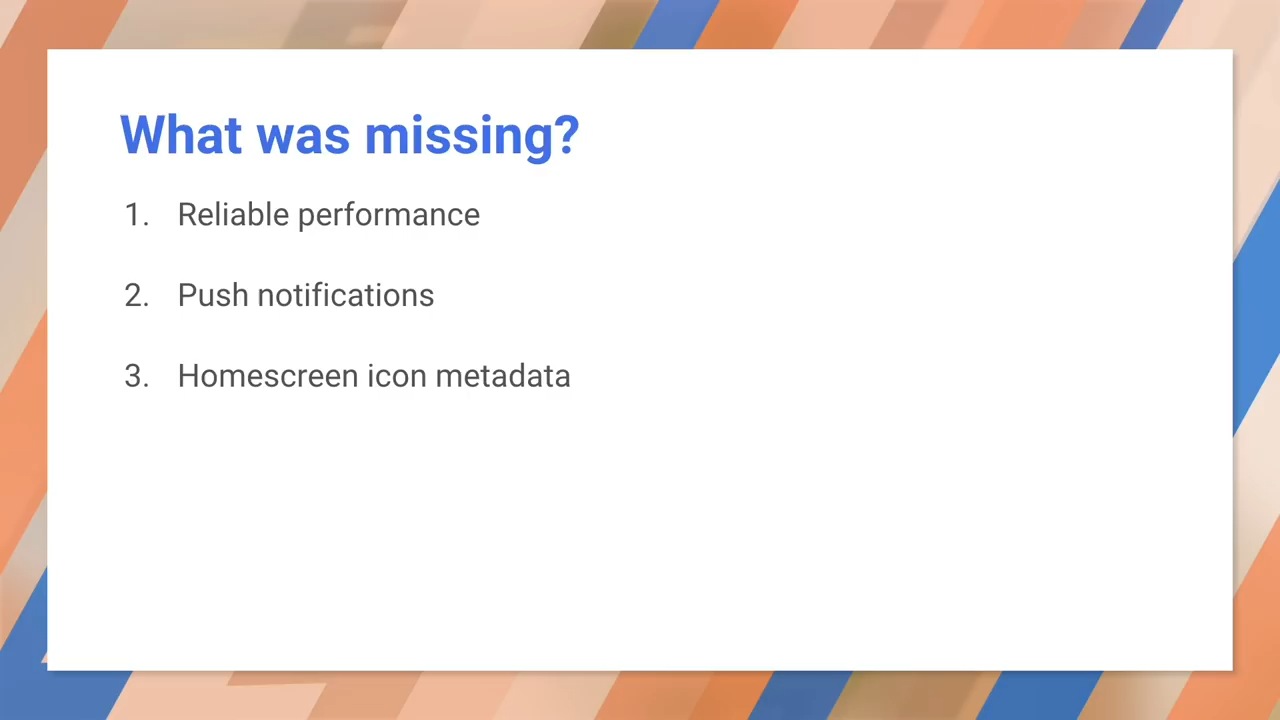 What was missing?
1. Reliable performance
2. Push notifications
3. Homescreen icon metadata